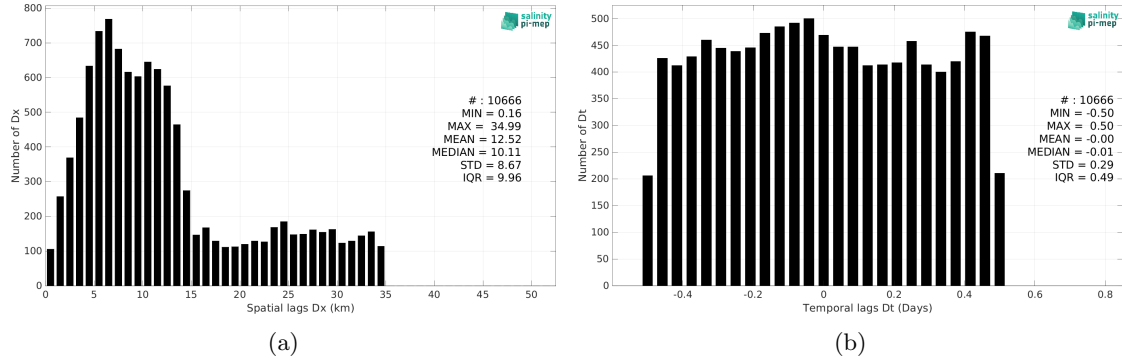 800
700
600
500
400
300
200
100
0
Number of Dx
0 5 10 15 20 25 30 35 40 45 50
Spatial lags Dx (km)
salinity
pi-mep
# : 10666
MIN = 0.16
MAX = 34.99
MEAN = 12.52
MEDIAN = 10.11
STD = 8.67
IQR = 9.96
(a)
500
450
400
350
300
250
200
150
100
50
0
Number of Dt
-0.4 -0.2 0 0.2 0.4 0.6 0.8
Temporal lags Dt (Days)
salinity
pi-mep
# : 10666
MIN = -0.50
MAX = 0.50
MEAN = -0.00
MEDIAN = -0.01
STD = 0.29
IQR = 0.49
(b)